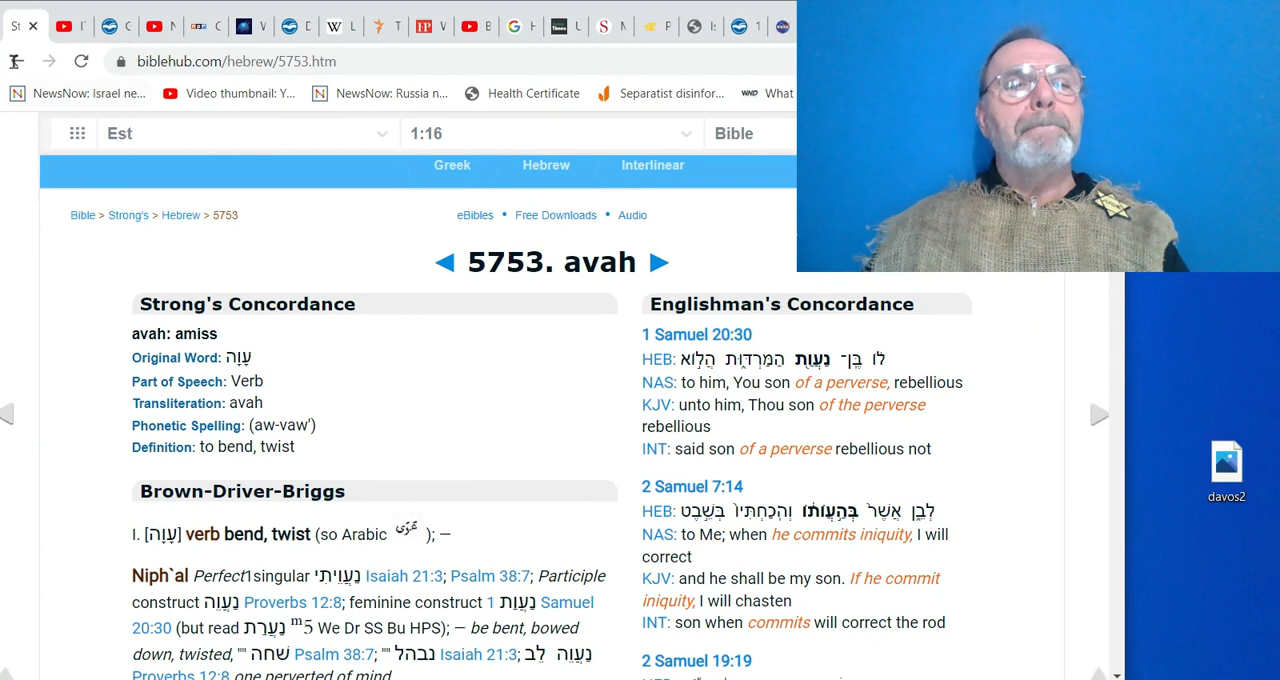 St
T
C
N
C
V
D
L
T
V
B
H
U
N
P
Is
1
biblehub.com/hebrew/5753.htm
NewsNow: Israel ne... Video thumbnail: Y... NewsNow: Russia n... Health Certificate Separatist disinfor... WND What
Est 1:16 Bible
Greek Hebrew Interlinear
Bible > Strong's > Hebrew > 5753
eBibles • Free Downloads • Audio
◄ 5753. avah ►
Strong's Concordance
avah: amiss
Original Word: עָוָה
Part of Speech: Verb
Transliteration: avah
Phonetic Spelling: (aw-vaw')
Definition: to bend, twist
Brown-Driver-Briggs
I. [עָוָה] verb bend, twist (so Arabic ); —
Niph`al Perfect1singular נַעֲוֵיתִי Isaiah 21:3; Psalm 38:7; Participle
construct נַעֲוֵה Proverbs 12:8; feminine construct 1 נַעֲוַת Samuel
20:30 (but read נַעֲרַת ᵐ5 We Dr SS Bu HPS); — be bent, bowed
down, twisted, "" שׁחה Psalm 38:7; "" נבהל Isaiah 21:3; נַעֲוֵה לֵב
Proverbs 12:8 one perverted of mind
Englishman's Concordance
1 Samuel 20:30
HEB: ל֔וֹ בֶּֽן־ נַעֲוַ֖ת הַמַּרְדּ֑וּת הֲל֣וֹא
NAS: to him, You son of a perverse, rebellious
KJV: unto him, Thou son of the perverse
rebellious
INT: said son of a perverse rebellious not
2 Samuel 7:14
HEB: לְבֵ֑ן אֲשֶׁר֙ בְּהַ֣עֲוֺת֔וֹ וְהֹֽכַחְתִּיו֙ בְּשֵׁ֣בֶט
NAS: to Me; when he commits iniquity, I will
correct
KJV: and he shall be my son. If he commit
iniquity, I will chasten
INT: son when commits will correct the rod
2 Samuel 19:19
davos2